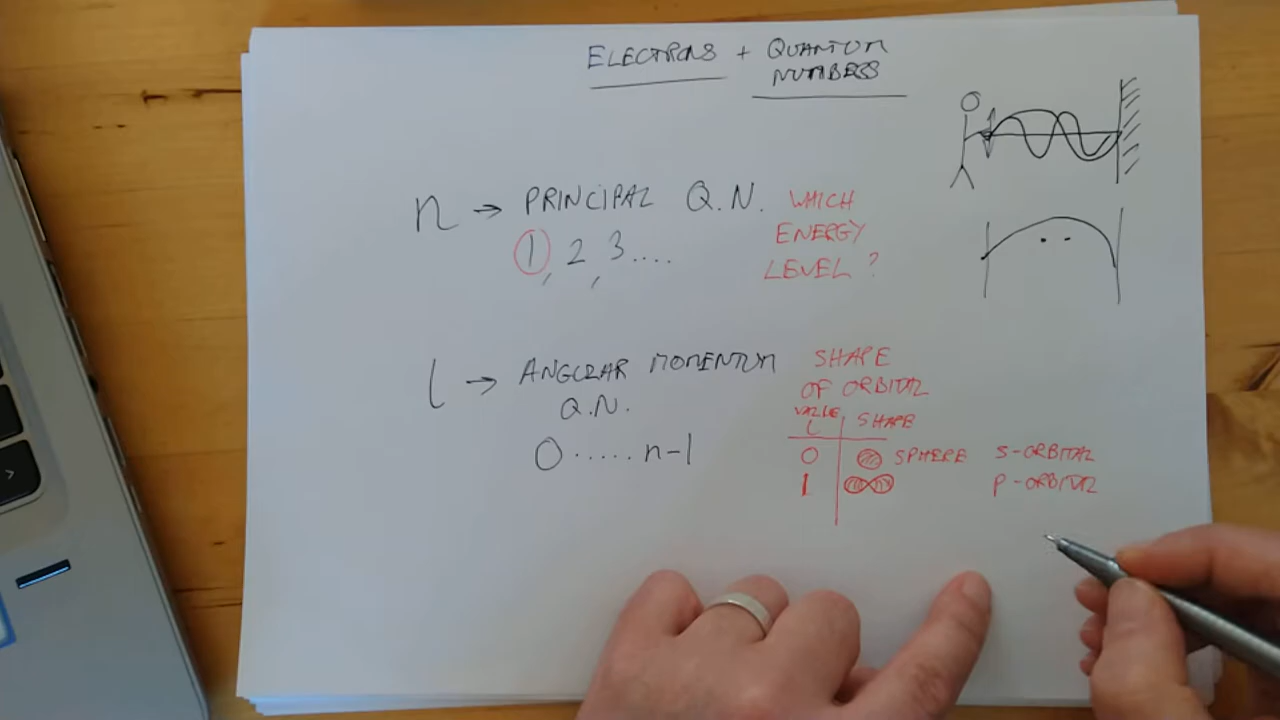 ELECTRONS + QUANTUM
NUMBERS
n → PRINCIPAL Q.N.
1, 2, 3....
WHICH
ENERGY
LEVEL ?
l → ANGULAR MOMENTUM
Q.N.
0......n-1
SHAPE
OF ORBITAL
VALUE
L
SHAPE
0 SPHERE S-ORBITAL
1 P-ORBITAL